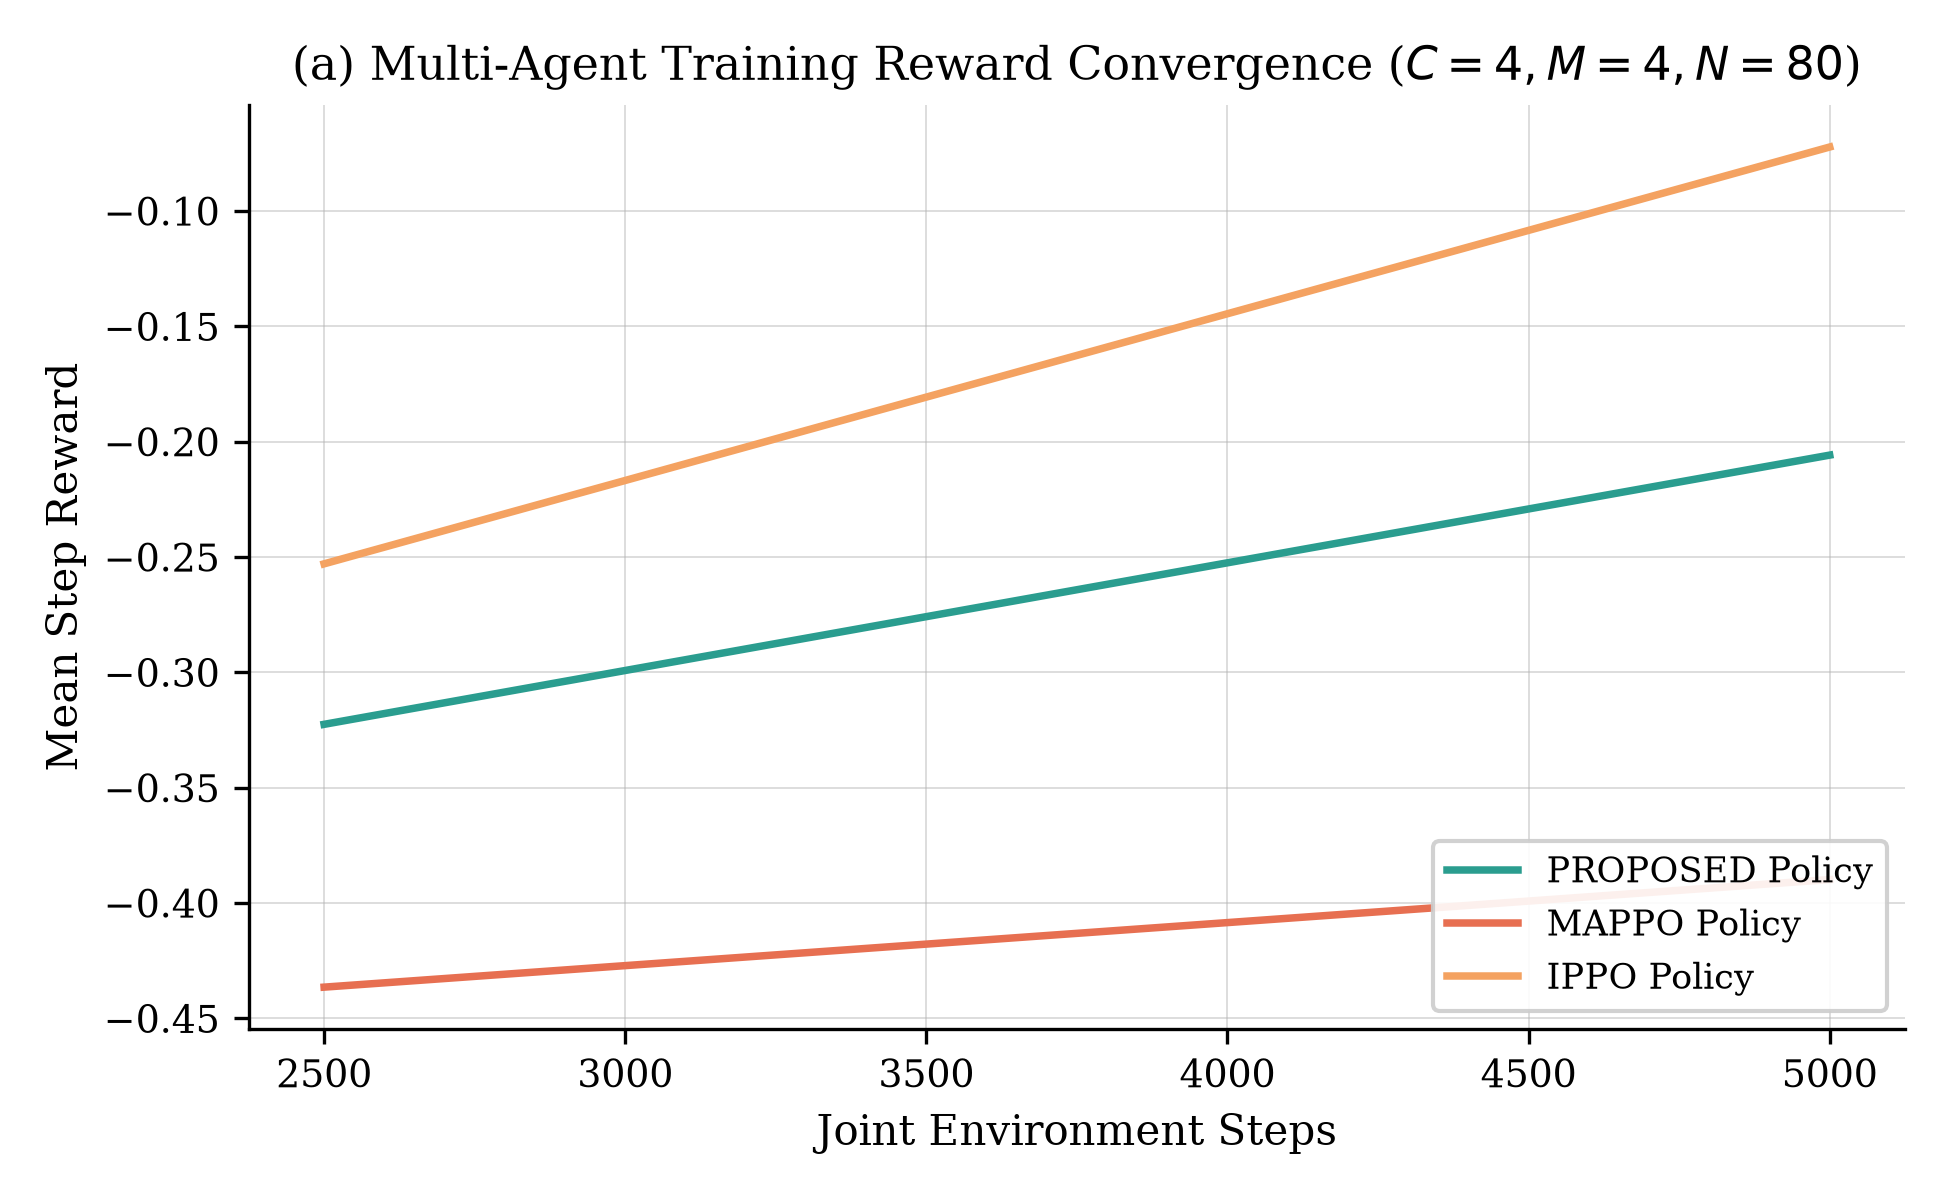 (a) Multi-Agent Training Reward Convergence (C = 4, M = 4, N = 80)
Mean Step Reward
−0.10
−0.15
−0.20
−0.25
−0.30
−0.35
−0.40
−0.45
PROPOSED Policy
MAPPO Policy
IPPO Policy
2500 3000 3500 4000 4500 5000
Joint Environment Steps